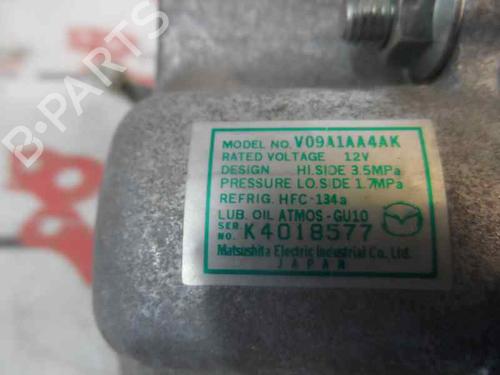 B-PARTS
MODEL NO. V09A1AA4AK
RATED VOLTAGE 12V
DESIGN HI.SIDE 3.5MPa
PRESSURE LO.SIDE 1.7MPa
REFRIG. HFC-134a
LUB. OIL ATMOS-GU10
SER. NO. K4018577
Matsushita Electric Industrial Co., Ltd.
JAPAN